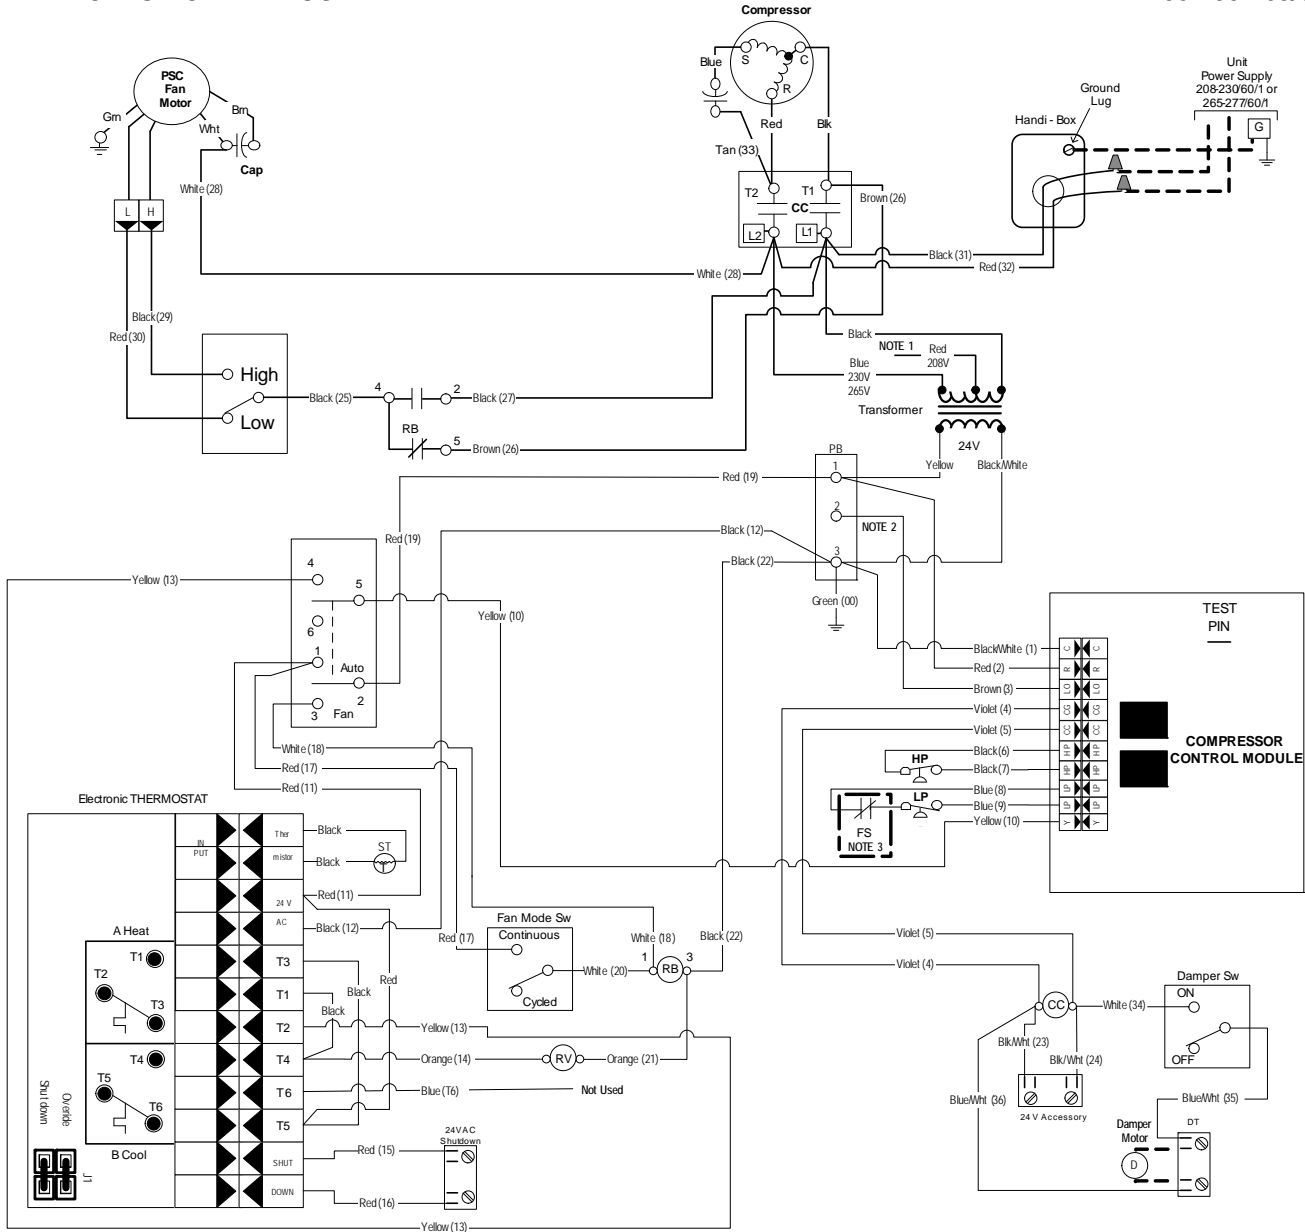 Compressor
Unit
Power Supply
208-230/60/1 or
265-277/60/1
Ground
Lug
G
Handi - Box
PSC
Fan
Motor
Grn
Brn
Wht
Cap
White (28)
Blue
S
C
R
Red
Blk
Tan (33)
T2
T1
CC
L2
L1
Brown (26)
Black (31)
Red (32)
White (28)
L
H
Black(29)
Red (30)
High
Low
Black (25)
4
2
Black (27)
RB
5
Brown (26)
Black
NOTE 1
Red
208V
Blue
230V
265V
Transformer
24V
Yellow
Black/White
PB
1
2
3
NOTE 2
Red (19)
Black (12)
Black (22)
Green (00)
Red (19)
Yellow (13)
4
5
6
1
Auto
2
3
Fan
Yellow (10)
White (18)
Red (17)
Red (11)
TEST
PIN
Black/White (1)
C
C
Red (2)
R
R
Brown (3)
LO
LO
Violet (4)
CG
CG
Violet (5)
CC
CC
Black(6)
HP
HP
Black(7)
HP
HP
Blue (8)
LP
LP
Blue (9)
LP
LP
Yellow (10)
Y
Y
HP
LP
FS
NOTE 3
COMPRESSOR
CONTROL MODULE
Electronic THERMOSTAT
IN
PUT
Ther
mistor
24 V
AC
T3
T1
T2
T4
T6
T5
SHUT
DOWN
Black
Black
ST
Red (11)
Black (12)
Red
Black
Black
Yellow (13)
Orange (14)
RV
Orange (21)
Blue (T6)
Not Used
A Heat
T1
T2
T3
T4
T5
T6
B Cool
Shut down
Override
J1
Red (15)
Red (16)
24VAC
Shutdown
Yellow (13)
Fan Mode Sw
Continuous
Cycled
Red (17)
White (20)
White (18)
1
RB
3
Black (22)
Violet (5)
Violet (4)
CC
White (34)
Damper Sw
ON
OFF
Blk/Wht (23)
Blk/Wht (24)
24 V Accessory
Blue/Wht (36)
Blue/Wht (35)
Damper
Motor
D
DT